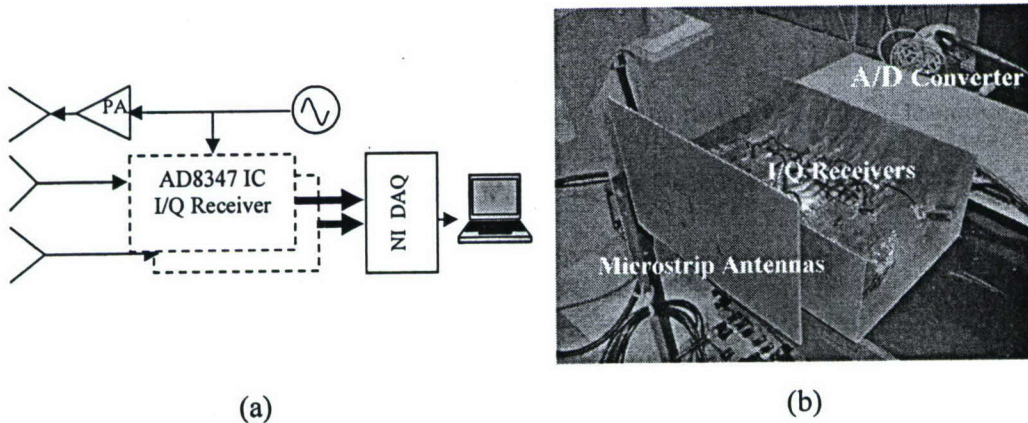 PA
AD8347 IC
I/Q Receiver
NI DAQ
A/D Converter
I/Q Receivers
Microstrip Antennas
(a)
(b)